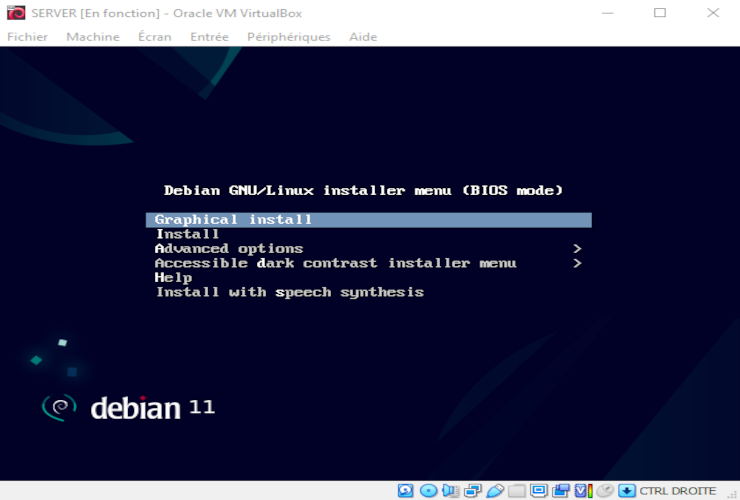 SERVER [En fonction] - Oracle VM VirtualBox
Fichier Machine Écran Entrée Périphériques Aide
Debian GNU/Linux installer menu (BIOS mode)
Graphical install
Install
Advanced options >
Accessible dark contrast installer menu >
Help
Install with speech synthesis
debian 11
CTRL DROITE